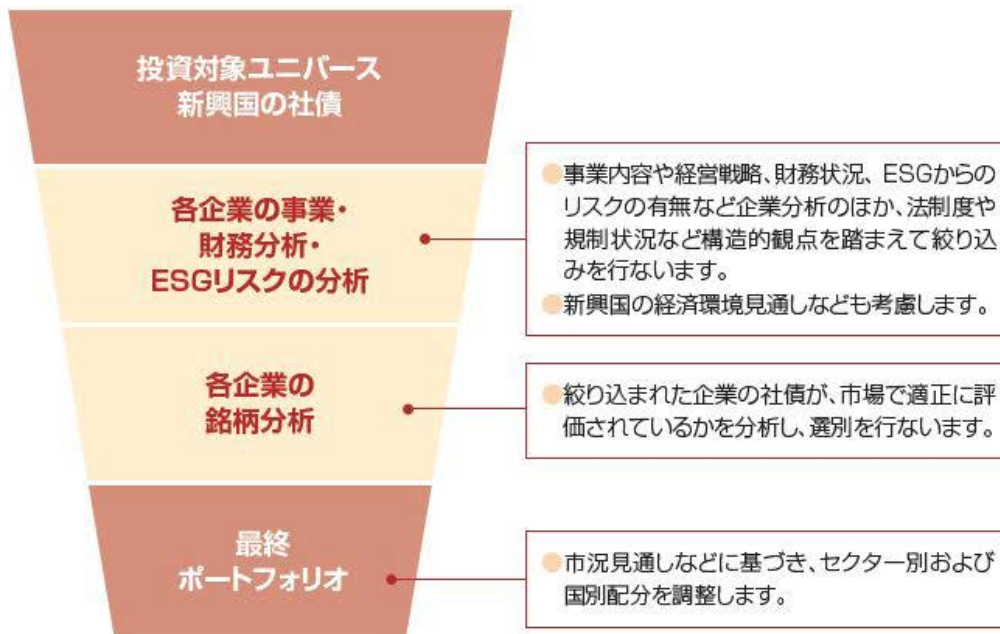 投資対象ユニバース
新興国の社債
各企業の事業・
財務分析・
ESGリスクの分析
●事業内容や経営戦略、財務状況、ESGからの
リスクの有無など企業分析のほか、法制度や
規制状況など構造的観点を踏まえて絞り込
みを行ないます。
●新興国の経済環境見通しなども考慮します。
各企業の
銘柄分析
●絞り込まれた企業の社債が、市場で適正に評
価されているかを分析し、選別を行ないます。
最終
ポートフォリオ
●市況見通しなどに基づき、セクター別および
国別配分を調整します。